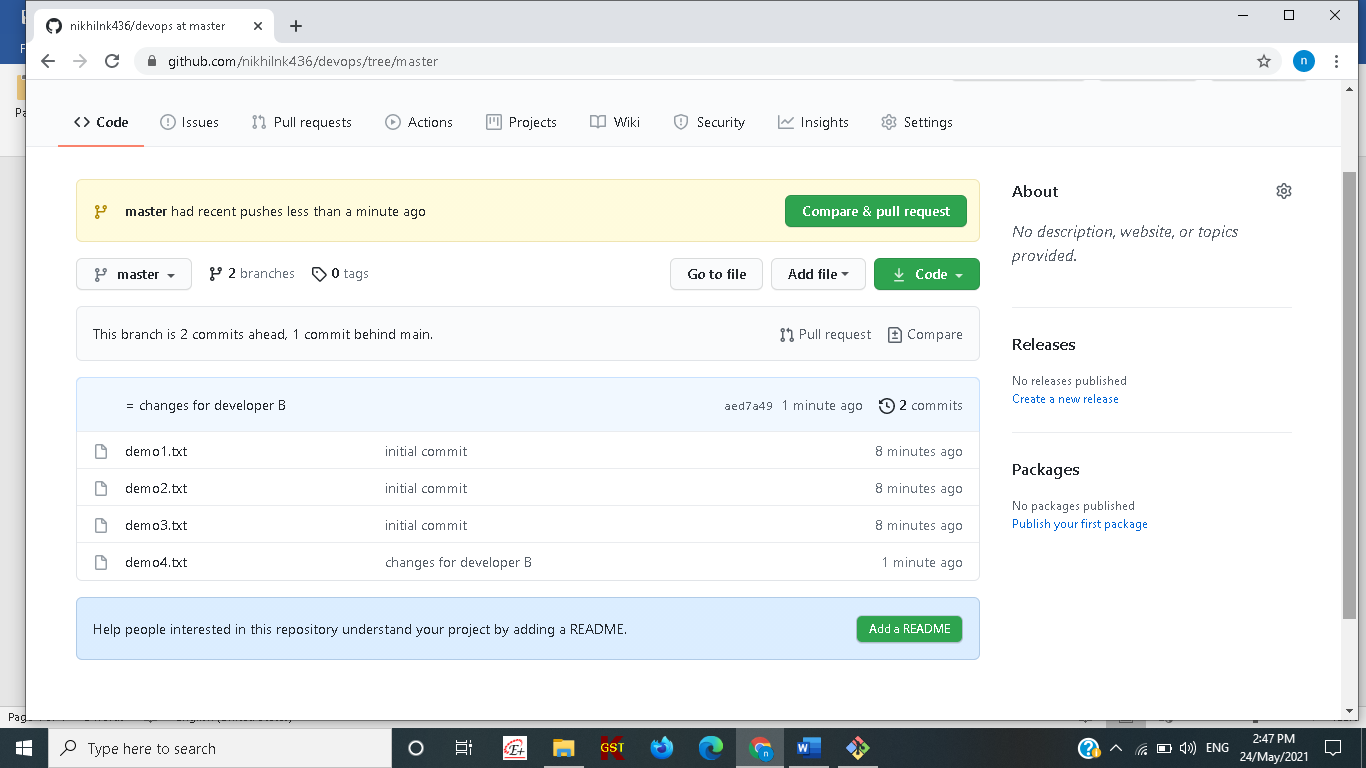 nikhilnk436/devops at master
github.com/nikhilnk436/devops/tree/master
n
Code Issues Pull requests Actions Projects Wiki Security Insights Settings
master had recent pushes less than a minute ago Compare & pull request
master 2 branches 0 tags Go to file Add file Code
This branch is 2 commits ahead, 1 commit behind main. Pull request Compare
= changes for developer B aed7a49 1 minute ago 2 commits
demo1.txt initial commit 8 minutes ago
demo2.txt initial commit 8 minutes ago
demo3.txt initial commit 8 minutes ago
demo4.txt changes for developer B 1 minute ago
Help people interested in this repository understand your project by adding a README. Add a README
About
No description, website, or topics
provided.
Releases
No releases published
Create a new release
Packages
No packages published
Publish your first package
Type here to search
E+
GST
n
W
ENG
2:47 PM
24/May/2021